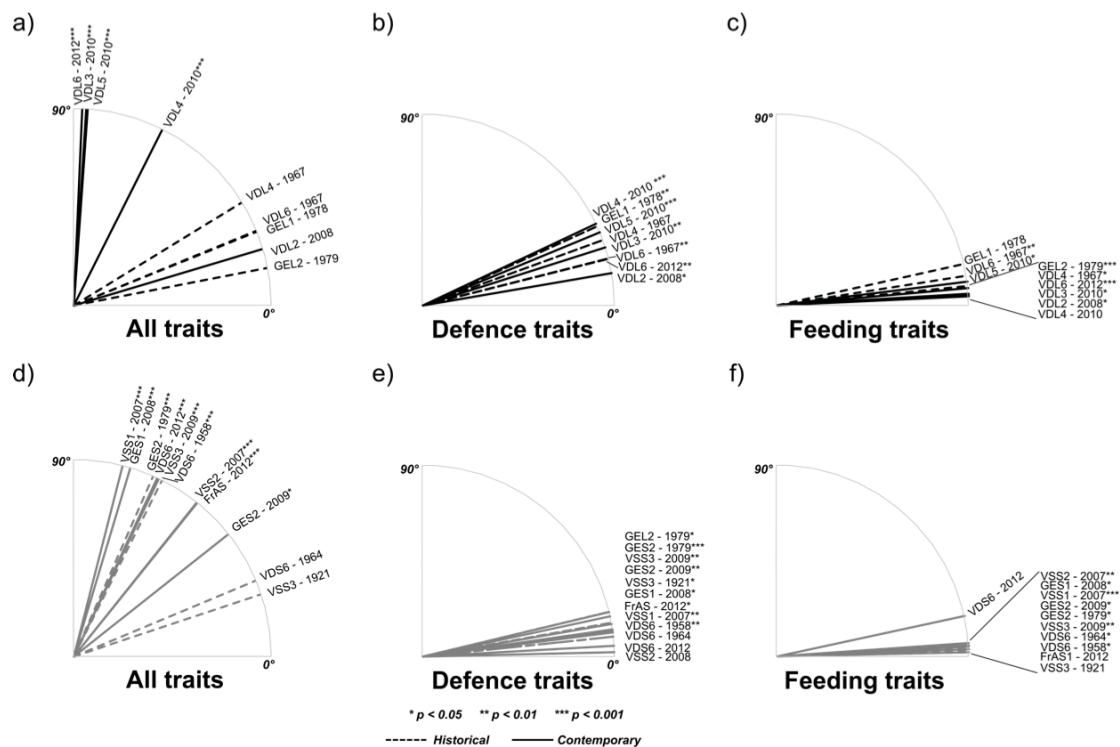 a)
VDL6 - 2012***
VDL3 - 2010***
VDL5 - 2010***
VDL4 - 2010***
90°
VDL4 - 1967
VDL6 - 1967
GEL1 - 1978
VDL2 - 2008
GEL2 - 1979
0°
All traits
b)
90°
VDL4 - 2010 ***
GEL1 - 1978**
VDL5 - 2010***
VDL4 - 1967
VDL3 - 2010**
VDL6 - 1967**
VDL6 - 2012**
VDL2 - 2008*
0°
Defence traits
c)
90°
GEL1 - 1978
VDL6 - 1967**
VDL5 - 2010*
GEL2 - 1979***
VDL4 - 1967*
VDL6 - 2012***
VDL3 - 2010*
VDL2 - 2008*
VDL4 - 2010
Feeding traits
d)
VSS1 - 2007***
GES1 - 2008***
GES2 - 1979***
VDS6 - 2012***
VSS3 - 2009***
VDS6 - 1958***
90°
VSS2 - 2007***
FrAS - 2012***
GES2 - 2009*
VDS6 - 1964
VSS3 - 1921
0°
All traits
e)
90°
GEL2 - 1979*
GES2 - 1979***
VSS3 - 2009**
GES2 - 2009**
VSS3 - 1921*
GES1 - 2008*
FrAS - 2012*
VSS1 - 2007**
VDS6 - 1958**
VDS6 - 1964
VDS6 - 2012
VSS2 - 2008
0°
Defence traits
f)
90°
VDS6 - 2012
VSS2 - 2007**
GES1 - 2008*
VSS1 - 2007***
GES2 - 2009*
GES2 - 1979*
VSS3 - 2009**
VDS6 - 1964*
VDS6 - 1958*
FrAS1 - 2012
VSS3 - 1921
Feeding traits
* p < 0.05 ** p < 0.01 *** p < 0.001
Historical Contemporary